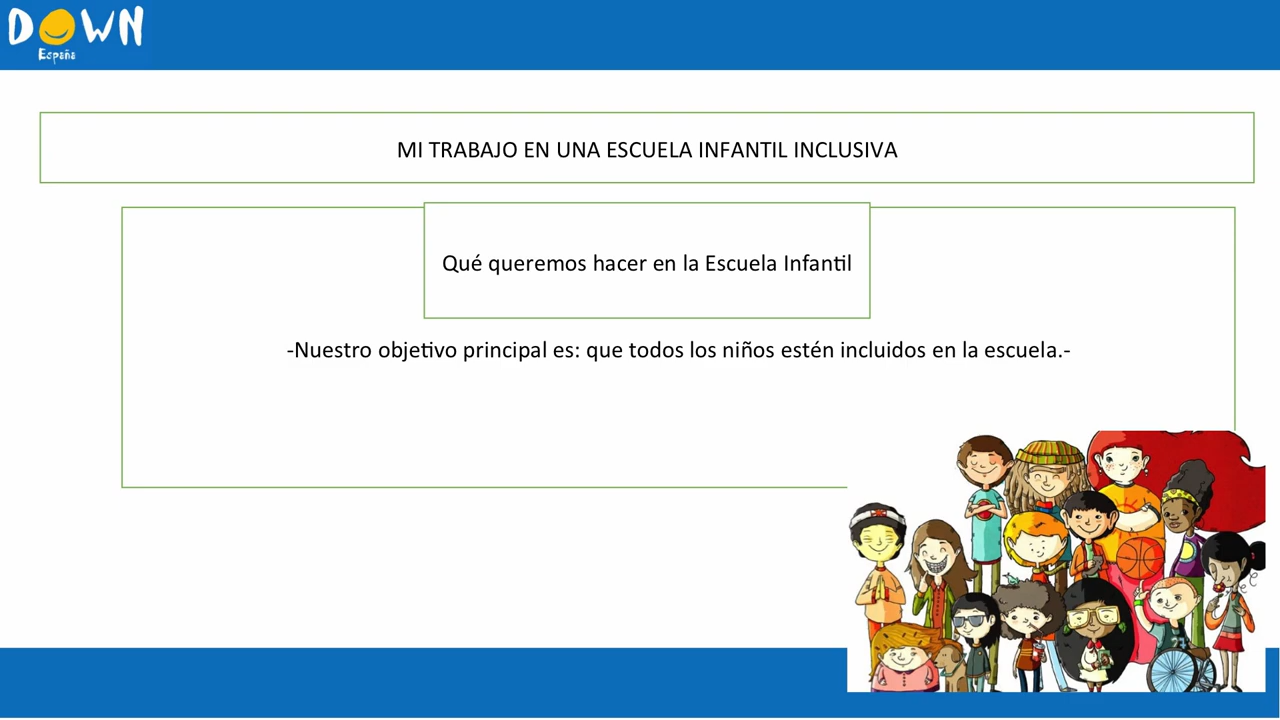 DOWN
España
MI TRABAJO EN UNA ESCUELA INFANTIL INCLUSIVA
Qué queremos hacer en la Escuela Infantil
-Nuestro objetivo principal es: que todos los niños estén incluidos en la escuela.-